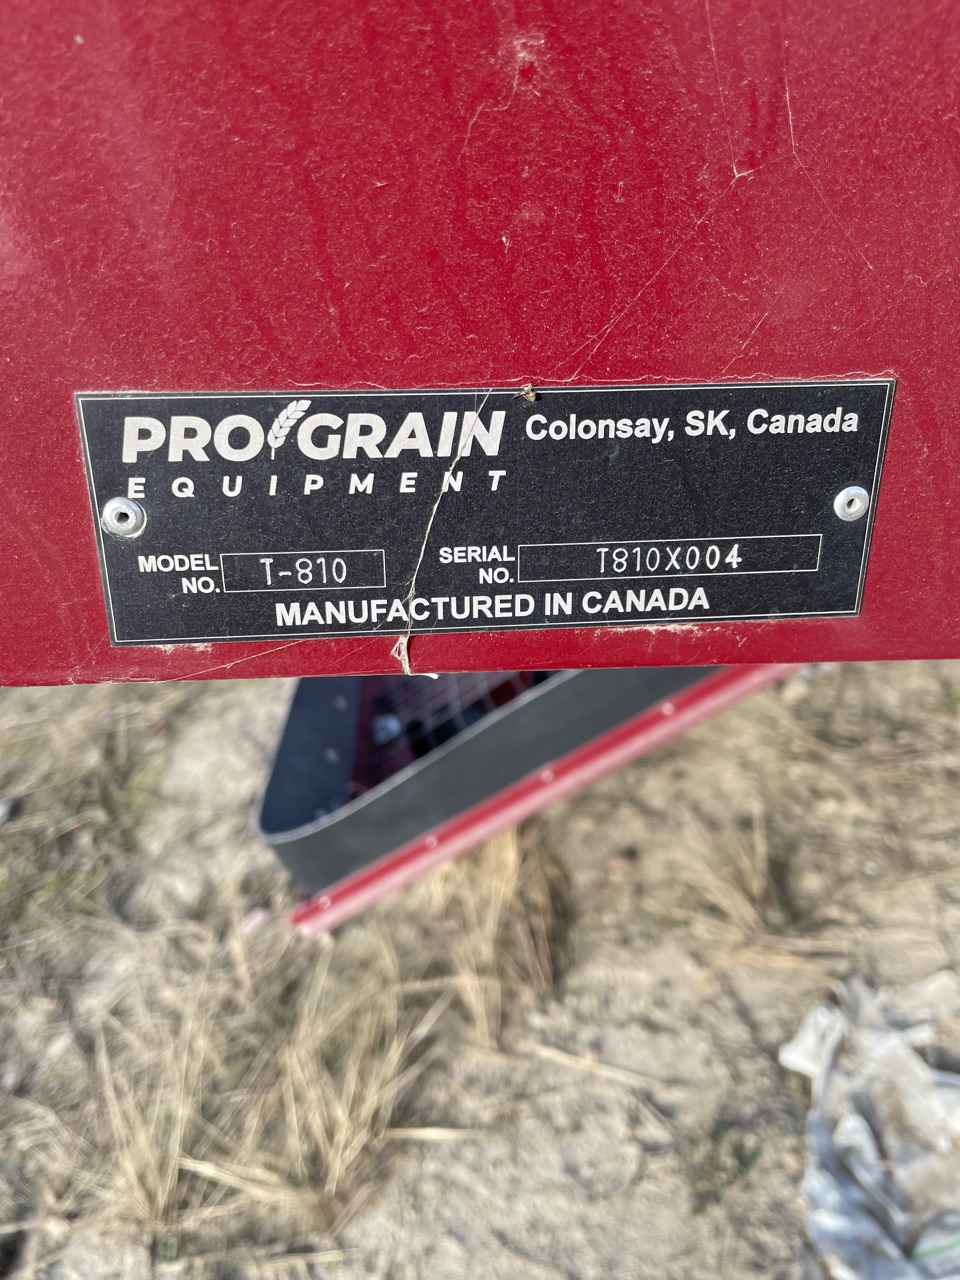 PRO GRAIN
EQUIPMENT
Colonsay, SK, Canada
MODEL NO. T-810
SERIAL NO. T810X004
MANUFACTURED IN CANADA